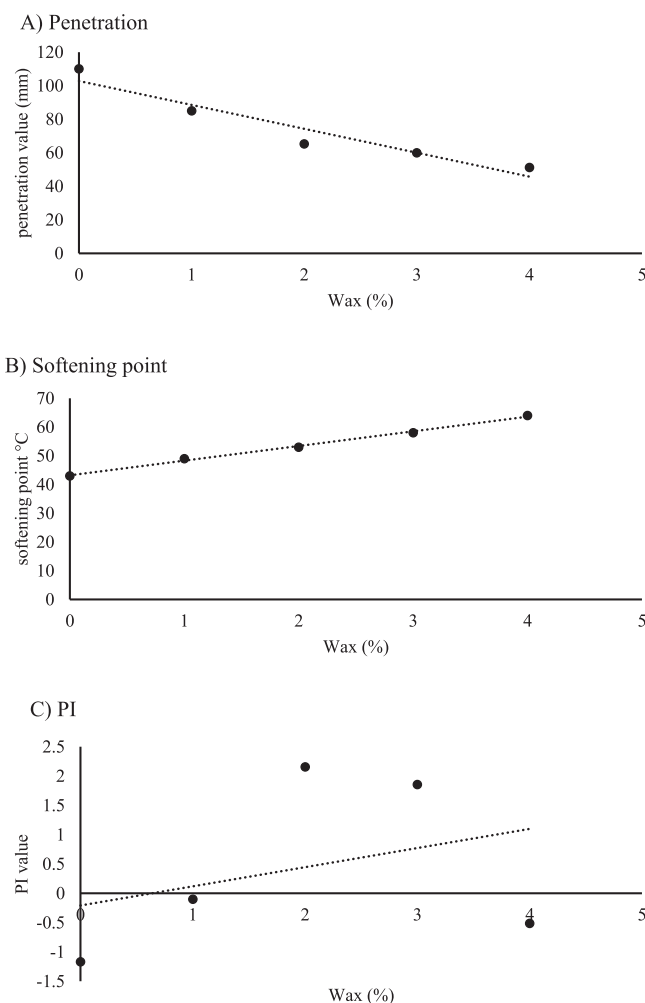 A) Penetration
120
100
80
60
40
20
0
penetration value (mm)
0 1 2 3 4 5
Wax (%)
B) Softening point
70
60
50
40
30
20
10
0
softening point °C
0 1 2 3 4 5
Wax (%)
C) PI
2.5
2
1.5
1
0.5
0
-0.5
-1
-1.5
PI value
0 1 2 3 4 5
Wax (%)